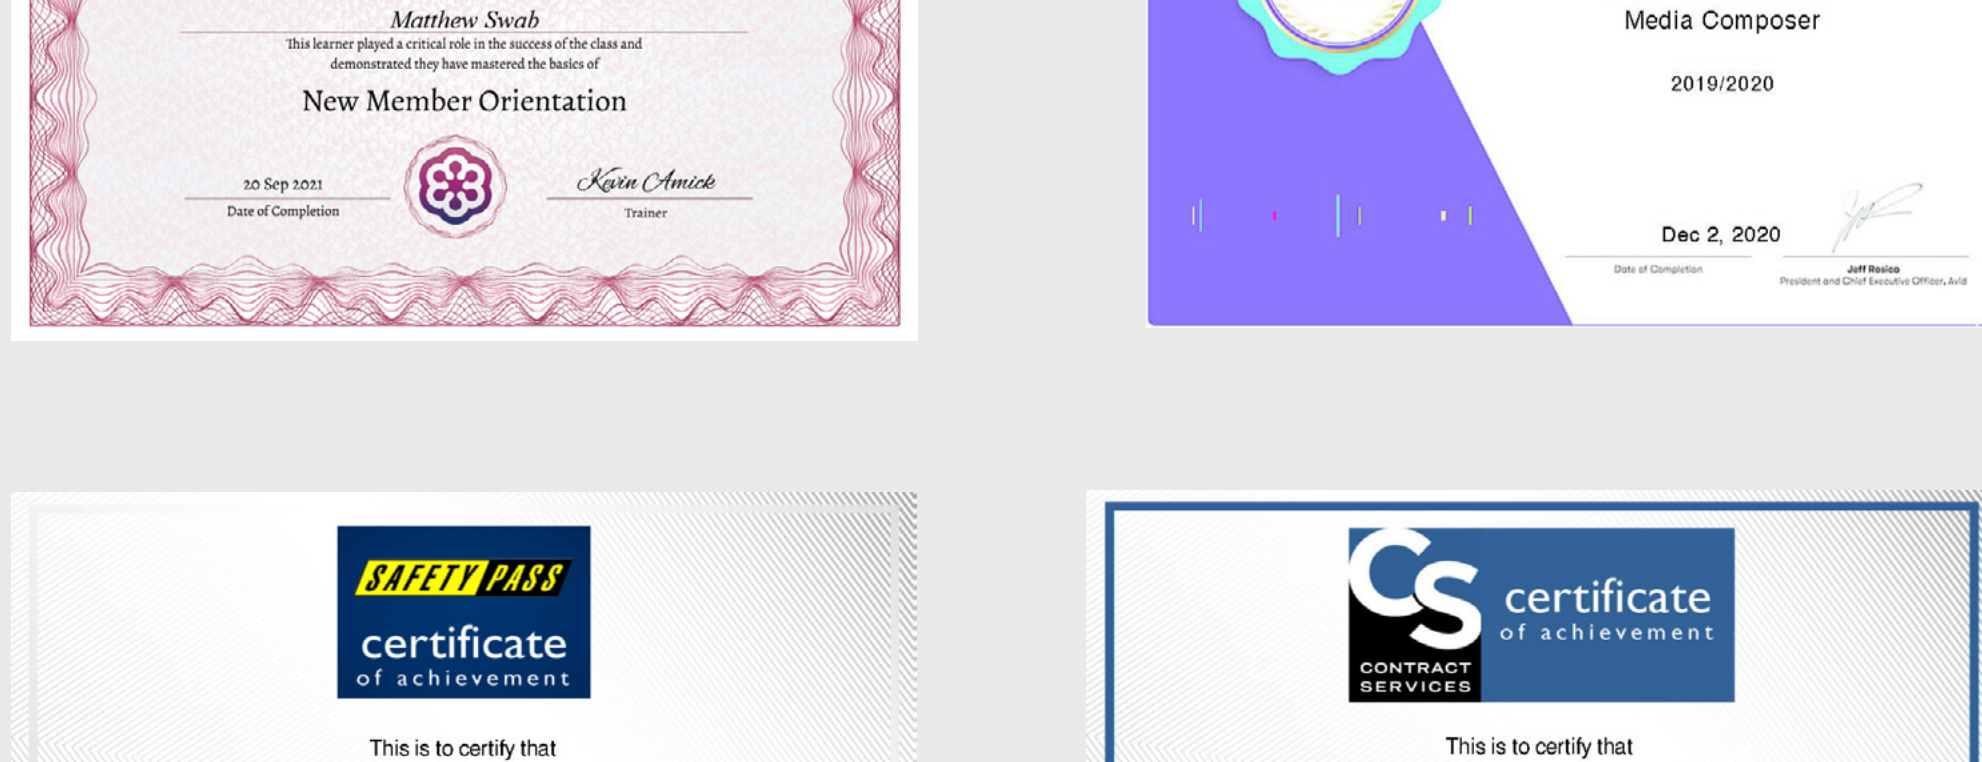 Matthew Swab
This learner played a critical role in the success of the class and
demonstrated they have mastered the basics of
New Member Orientation
20 Sep 2021
Date of Completion
Kevin Amick
Trainer
Media Composer
2019/2020
Dec 2, 2020
Date of Completion
Jeff Rosica
President and Chief Executive Officer, Avid
SAFETY PASS
certificate
of achievement
This is to certify that
CS
CONTRACT
SERVICES
certificate
of achievement
This is to certify that